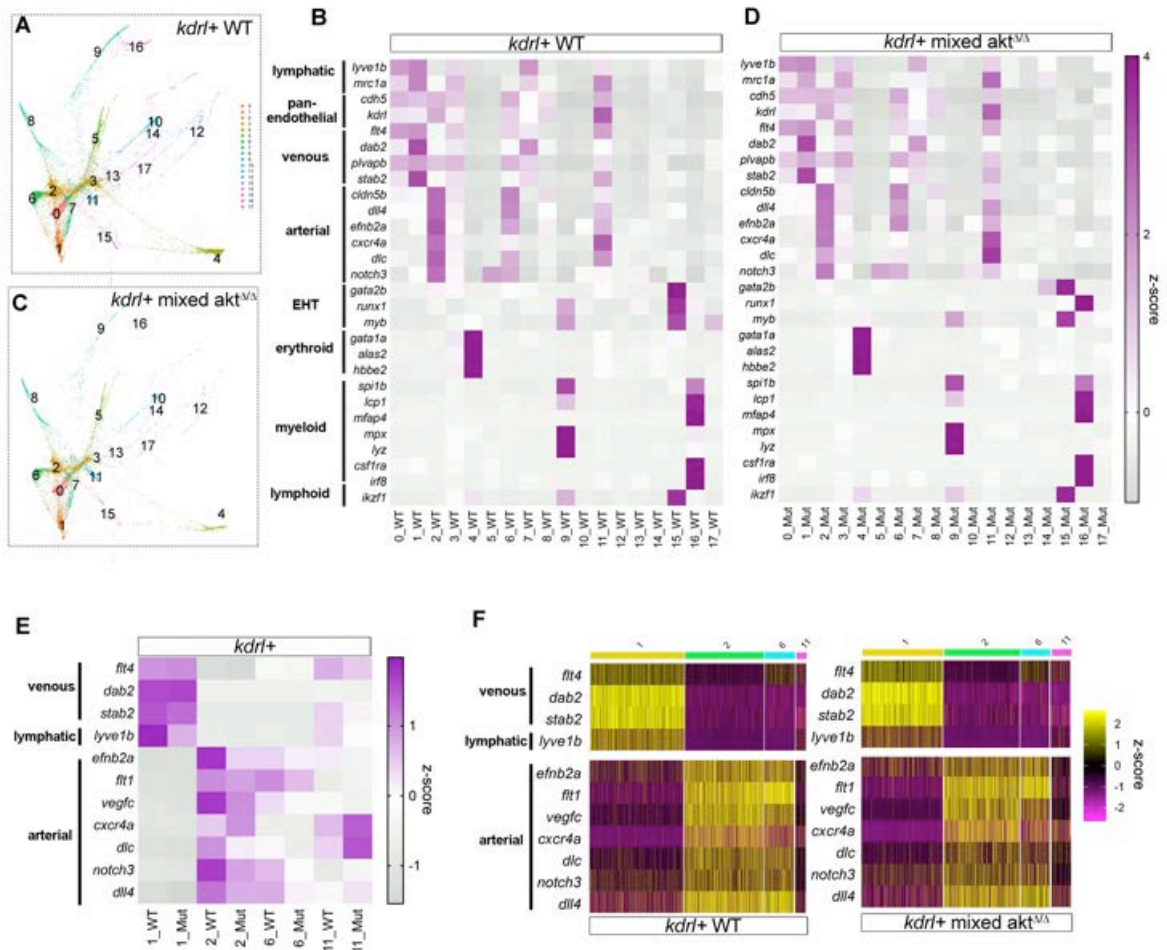 A
kdrl+ WT
9
16
8
5
10
14
12
17
2
3
13
6
11
0
7
1
15
4
C
kdrl+ mixed akt^Δ/Δ
9
16
8
5
10
14
12
17
2
3
13
6
11
0
7
1
15
4
B
kdrl+ WT
lymphatic
pan-endothelial
venous
arterial
EHT
erythroid
myeloid
lymphoid
lyve1b
mrc1a
cdh5
kdrl
flt4
dab2
plvapb
stab2
cldn5b
dll4
efnb2a
cxcr4a
dlc
notch3
gata2b
runx1
myb
gata1a
alas2
hbbe2
spi1b
lcp1
mfap4
mpx
lyz
csf1ra
irf8
ikzf1
0_WT
1_WT
2_WT
3_WT
4_WT
5_WT
6_WT
7_WT
8_WT
9_WT
10_WT
11_WT
12_WT
13_WT
14_WT
15_WT
16_WT
17_WT
D
kdrl+ mixed akt^Δ/Δ
lyve1b
mrc1a
cdh5
kdrl
flt4
dab2
plvapb
stab2
cldn5b
dll4
efnb2a
cxcr4a
dlc
notch3
gata2b
runx1
myb
gata1a
alas2
hbbe2
spi1b
lcp1
mfap4
mpx
lyz
csf1ra
irf8
ikzf1
0_Mut
1_Mut
2_Mut
3_Mut
4_Mut
5_Mut
6_Mut
7_Mut
8_Mut
9_Mut
10_Mut
11_Mut
12_Mut
13_Mut
14_Mut
15_Mut
16_Mut
17_Mut
4
2
0
z-score
E
kdrl+
venous
lymphatic
arterial
flt4
dab2
stab2
lyve1b
efnb2a
flt1
vegfc
cxcr4a
dlc
notch3
dll4
1_WT
1_Mut
2_WT
2_Mut
6_WT
6_Mut
11_WT
11_Mut
1
0
-1
z-score
F
1
2
6
11
venous
lymphatic
arterial
flt4
dab2
stab2
lyve1b
efnb2a
flt1
vegfc
cxcr4a
dlc
notch3
dll4
kdrl+ WT
1
2
6
11
flt4
dab2
stab2
lyve1b
efnb2a
flt1
vegfc
cxcr4a
dlc
notch3
dll4
kdrl+ mixed akt^Δ/Δ
2
1
0
-1
-2
z-score